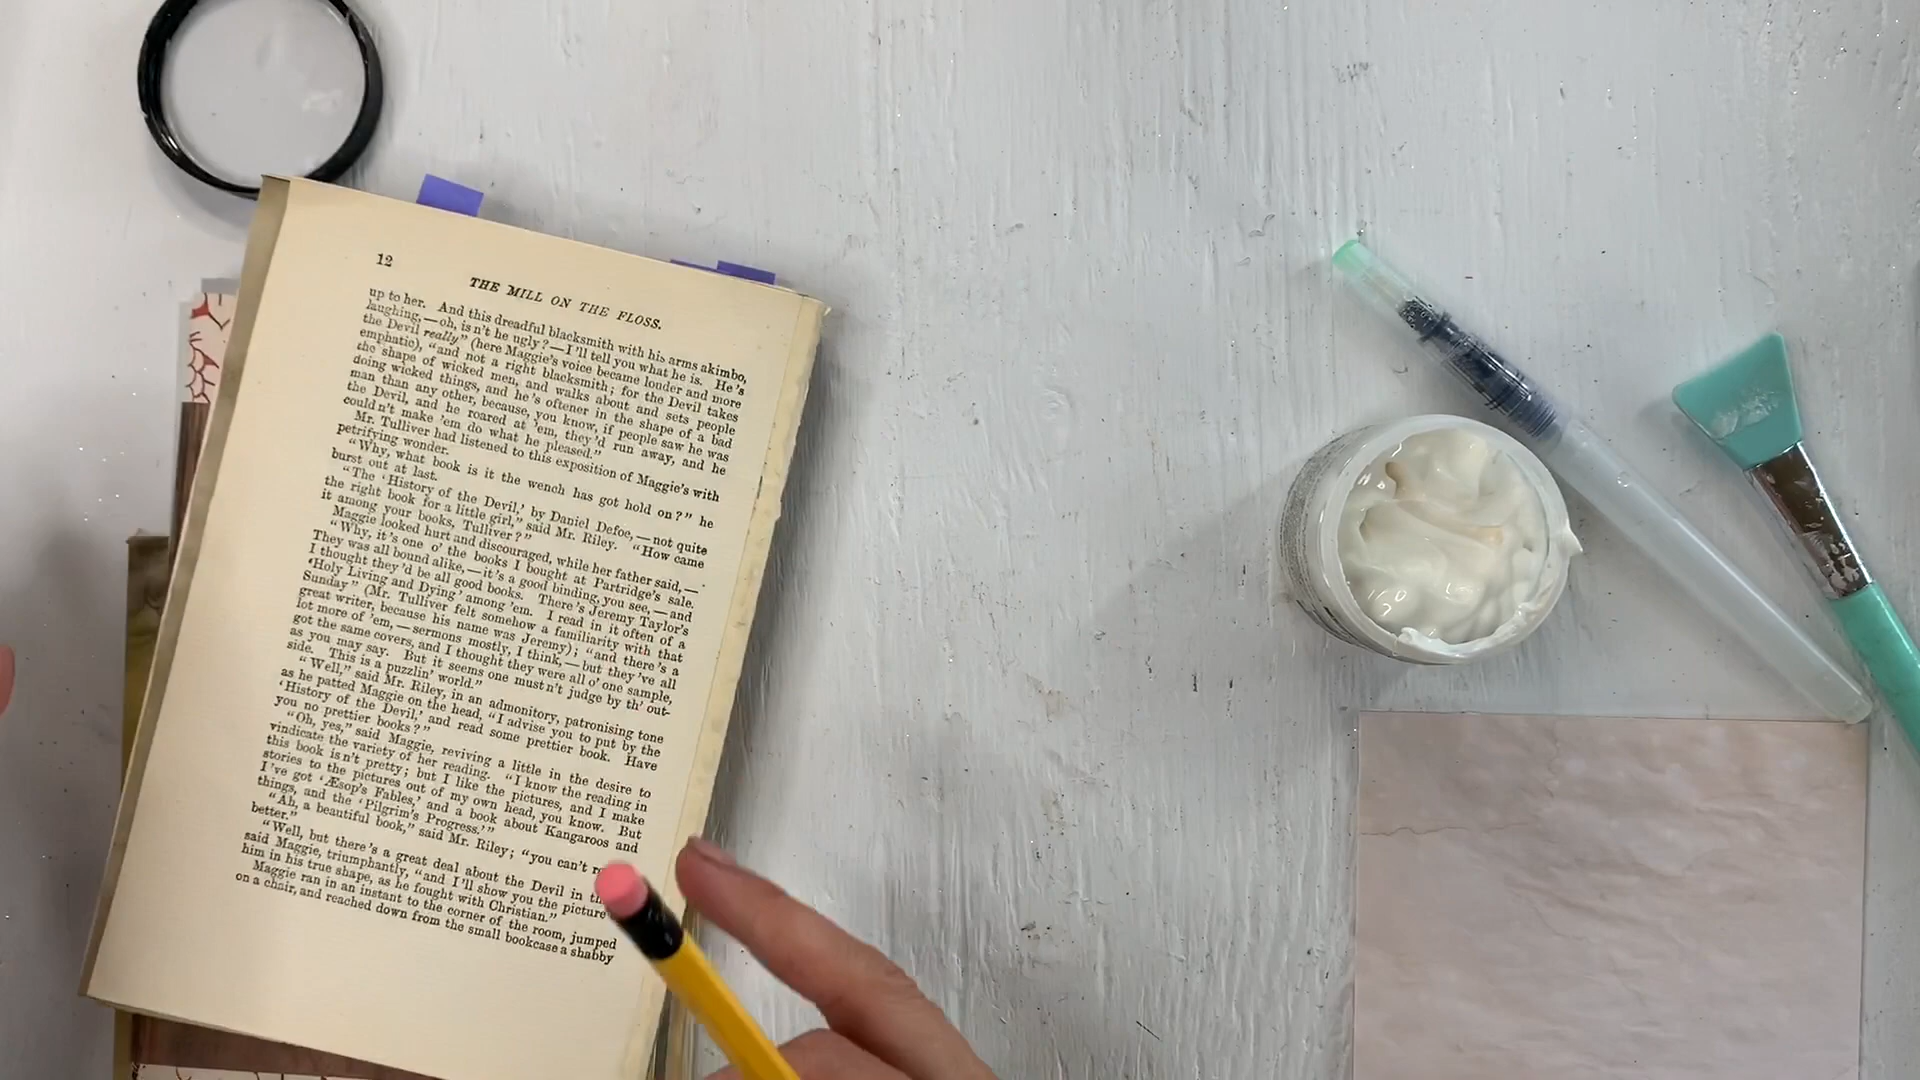 12
THE MILL ON THE FLOSS.
up to her. And this dreadful blacksmith with his arms akimbo,
laughing,—oh, is n't he ugly?—I 'll tell you what he is. He 's
the Devil really" (here Maggie's voice became louder and more
emphatic), "and not a right blacksmith; for the Devil takes
the shape of wicked men, and walks about and sets people
doing wicked things, and he's oftener in the shape of a bad
man than any other, because, you know, if people saw he was
the Devil, and he roared at 'em, they 'd run away, and he
could n't make 'em do what he pleased."
Mr. Tulliver had listened to this exposition of Maggie's with
petrifying wonder.
"Why, what book is it the wench has got hold on?" he
burst out at last.
"The 'History of the Devil,' by Daniel Defoe,—not quite
the right book for a little girl," said Mr. Riley. "How came
it among your books, Tulliver?"
Maggie looked hurt and discouraged, while her father said,—
"Why, it's one o' the books I bought at Partridge's sale.
They was all bound alike,—it's a good binding, you see,—and
I thought they'd be all good books. There's Jeremy Taylor's
'Holy Living and Dying' among 'em. I read in it often of a
Sunday" (Mr. Tulliver felt somehow a familiarity with that
great writer, because his name was Jeremy); "and there's a
lot more of 'em,—sermons mostly, I think,—but they've all
got the same covers, and I thought they were all o' one sample,
as you may say. But it seems one must n't judge by th' out-
side. This is a puzzlin' world."
"Well," said Mr. Riley, in an admonitory, patronising tone
as he patted Maggie on the head, "I advise you to put by the
'History of the Devil,' and read some prettier book. Have
you no prettier books?"
"Oh, yes," said Maggie, reviving a little in the desire to
vindicate the variety of her reading. "I know the reading in
this book is n't pretty; but I like the pictures, and I make
stories to the pictures out of my own head, you know. But
I 've got 'Æsop's Fables,' and a book about Kangaroos and
things, and the 'Pilgrim's Progress.'"
"Ah, a beautiful book," said Mr. Riley; "you can't
better."
"Well, but there 's a great deal about the Devil in
said Maggie, triumphantly, "and I 'll show you the picture
him in his true shape, as he fought with Christian."
Maggie ran in an instant to the corner of the room, jumped
on a chair, and reached down from the small bookcase a shabby